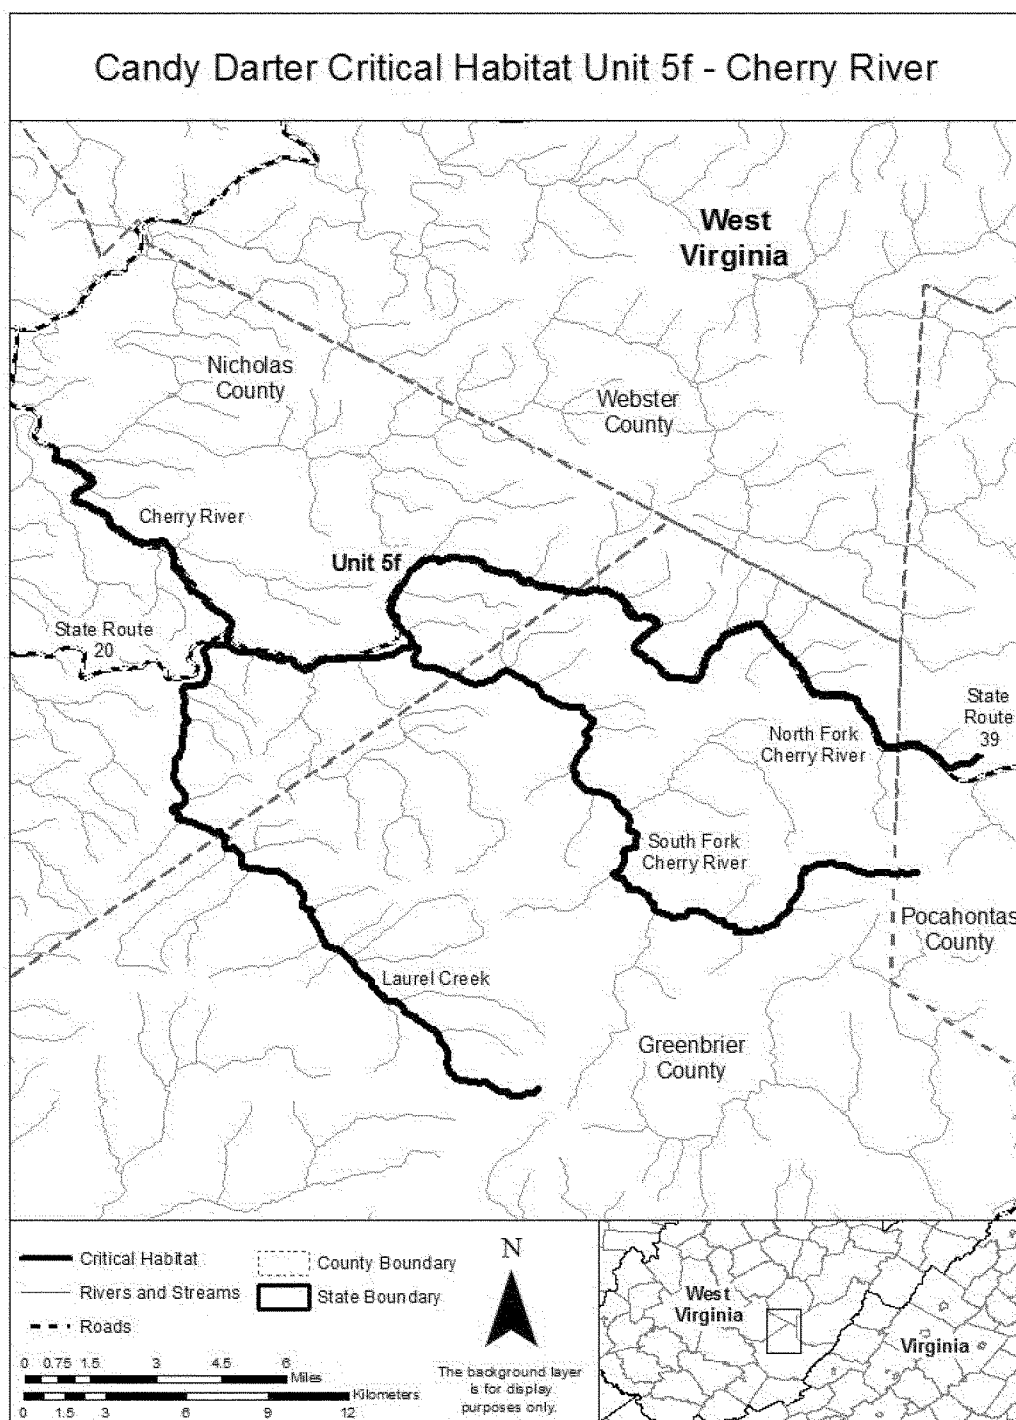 Candy Darter Critical Habitat Unit 5f - Cherry River
West
Virginia
Nicholas
County
Webster
County
Cherry River
Unit 5f
State Route
20
State
Route
39
North Fork
Cherry River
South Fork
Cherry River
Pocahontas
County
Laurel Creek
Greenbrier
County
Critical Habitat
Rivers and Streams
Roads
County Boundary
State Boundary
0 0.75 1.5 3 4.5 6
Miles
Kilometers
0 1.5 3 6 9 12
N
The background layer
is for display
purposes only.
West
Virginia
Virginia